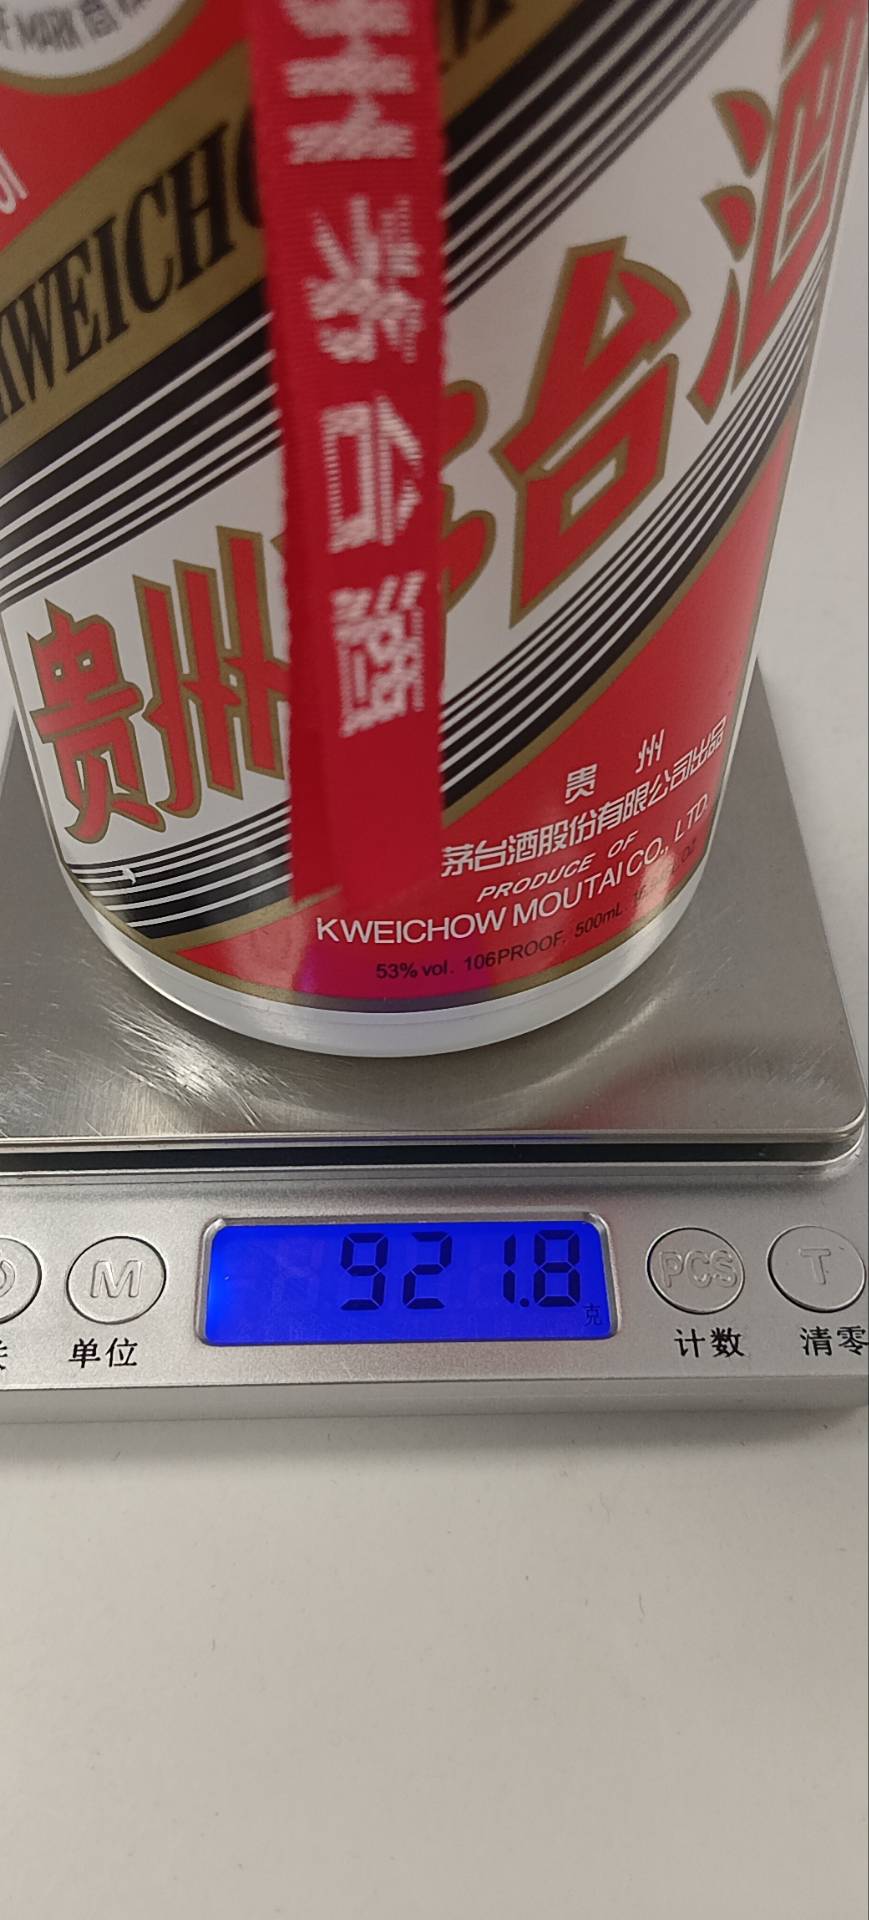 KWEICHO
州
茅
台
酒
贵州
台酒
贵州
茅台酒股份有限公司出品
PRODUCE OF
KWEICHOW MOUTAI CO., LTD.
53% vol. 106PROOF. 500mL.
921.8
克
M
PCS
T
单位
计数
清零